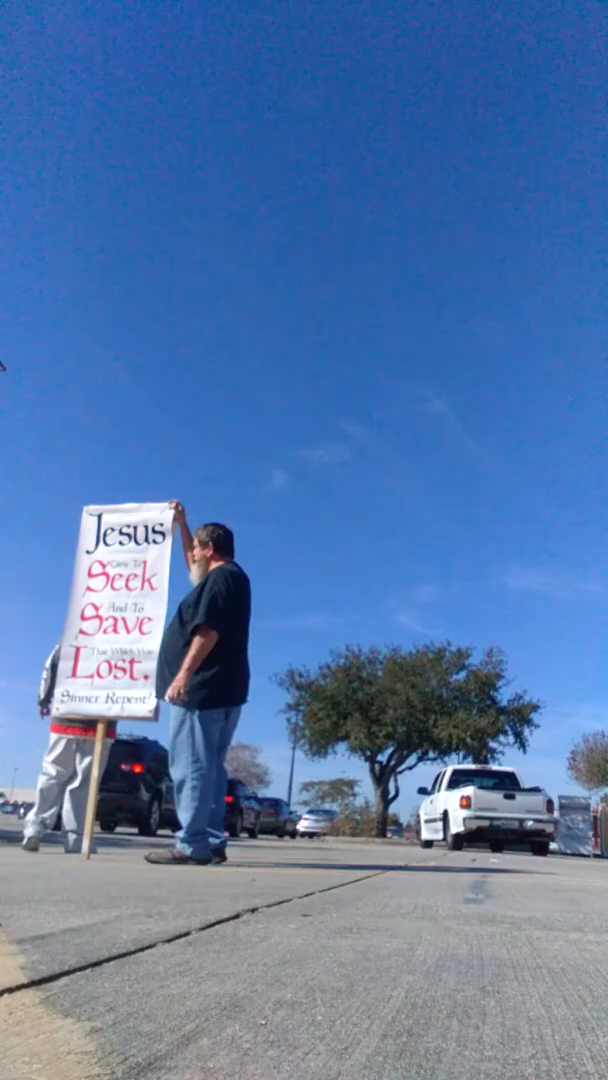 Jesus
Came To
Seek
And To
Save
That Which Was
Lost.
Sinner Repent!